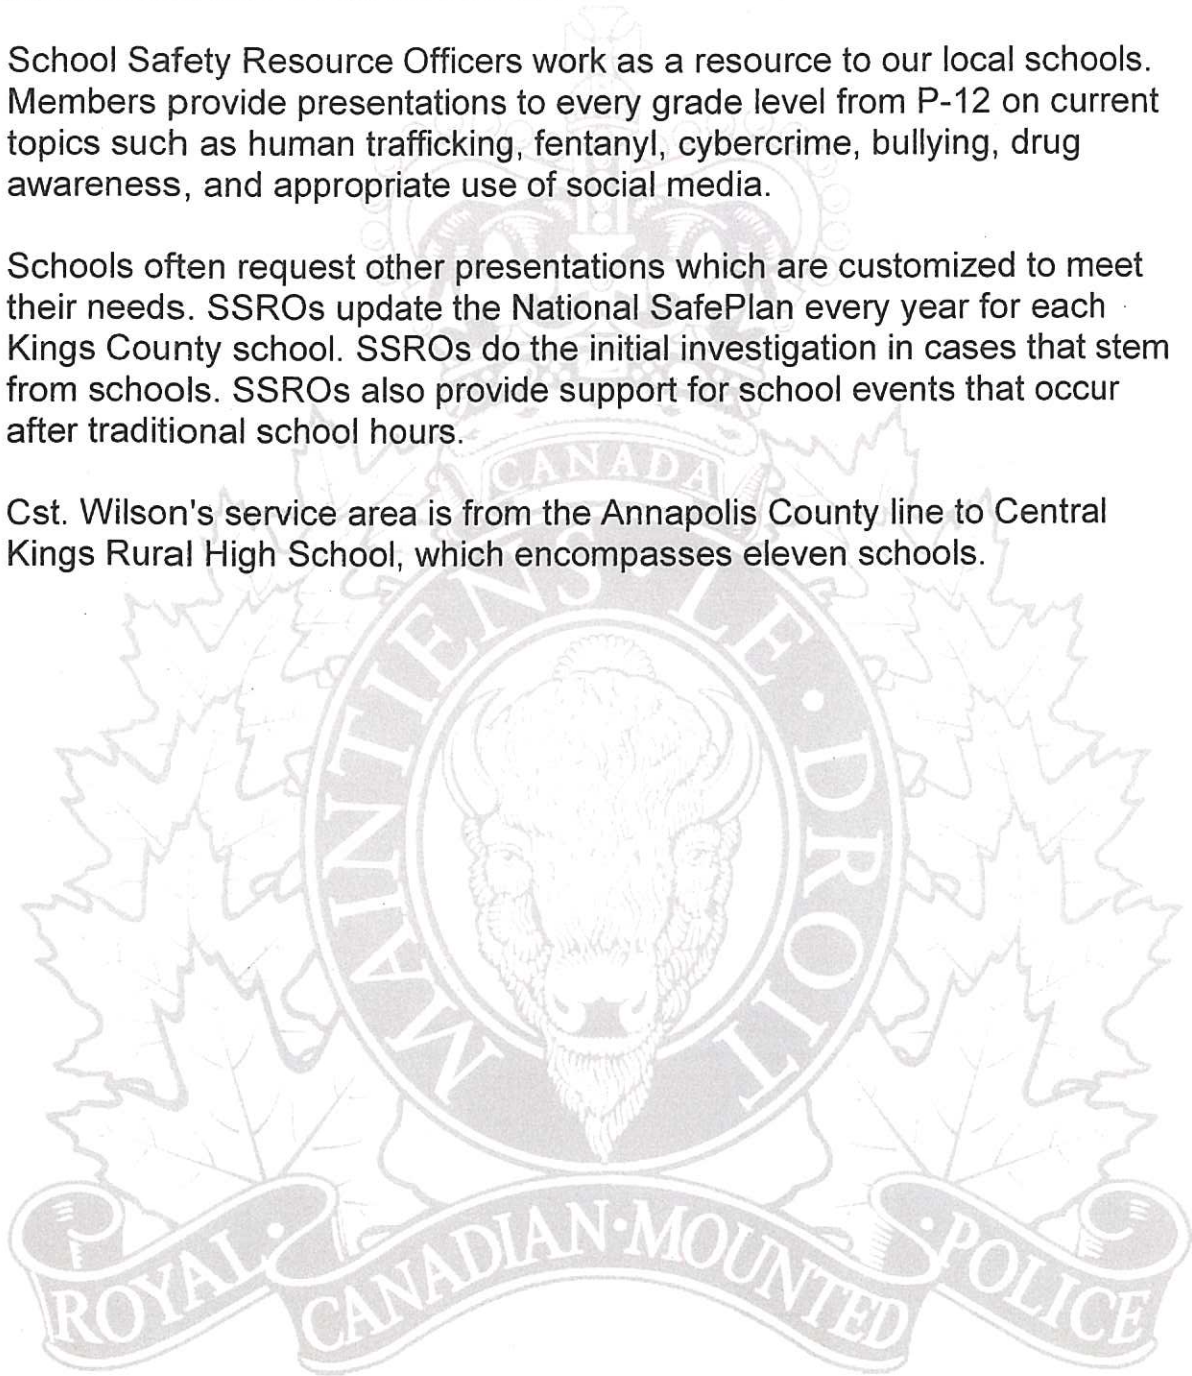 School Safety Resource Officers work as a resource to our local schools.
Members provide presentations to every grade level from P-12 on current
topics such as human trafficking, fentanyl, cybercrime, bullying, drug
awareness, and appropriate use of social media.
Schools often request other presentations which are customized to meet
their needs. SSROs update the National SafePlan every year for each
Kings County school. SSROs do the initial investigation in cases that stem
from schools. SSROs also provide support for school events that occur
after traditional school hours.
CANADA
Cst. Wilson's service area is from the Annapolis County line to Central
Kings Rural High School, which encompasses eleven schools.
MAINTIENS · LE · DROIT
ROYAL · CANADIAN · MOUNTED · POLICE